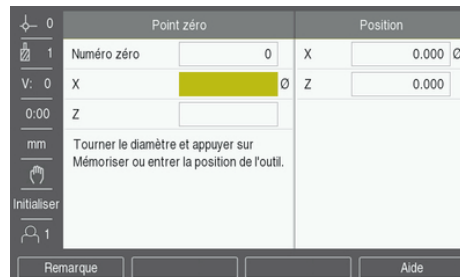 0
Point zéro
Position
1
Numéro zéro
0
X
0.000 Ø
V: 0
X
Ø
Z
0.000
0:00
Z
mm
Tourner le diamètre et appuyer sur
Mémoriser ou entrer la position de l'outil.
Initialiser
1
Remarque
Aide